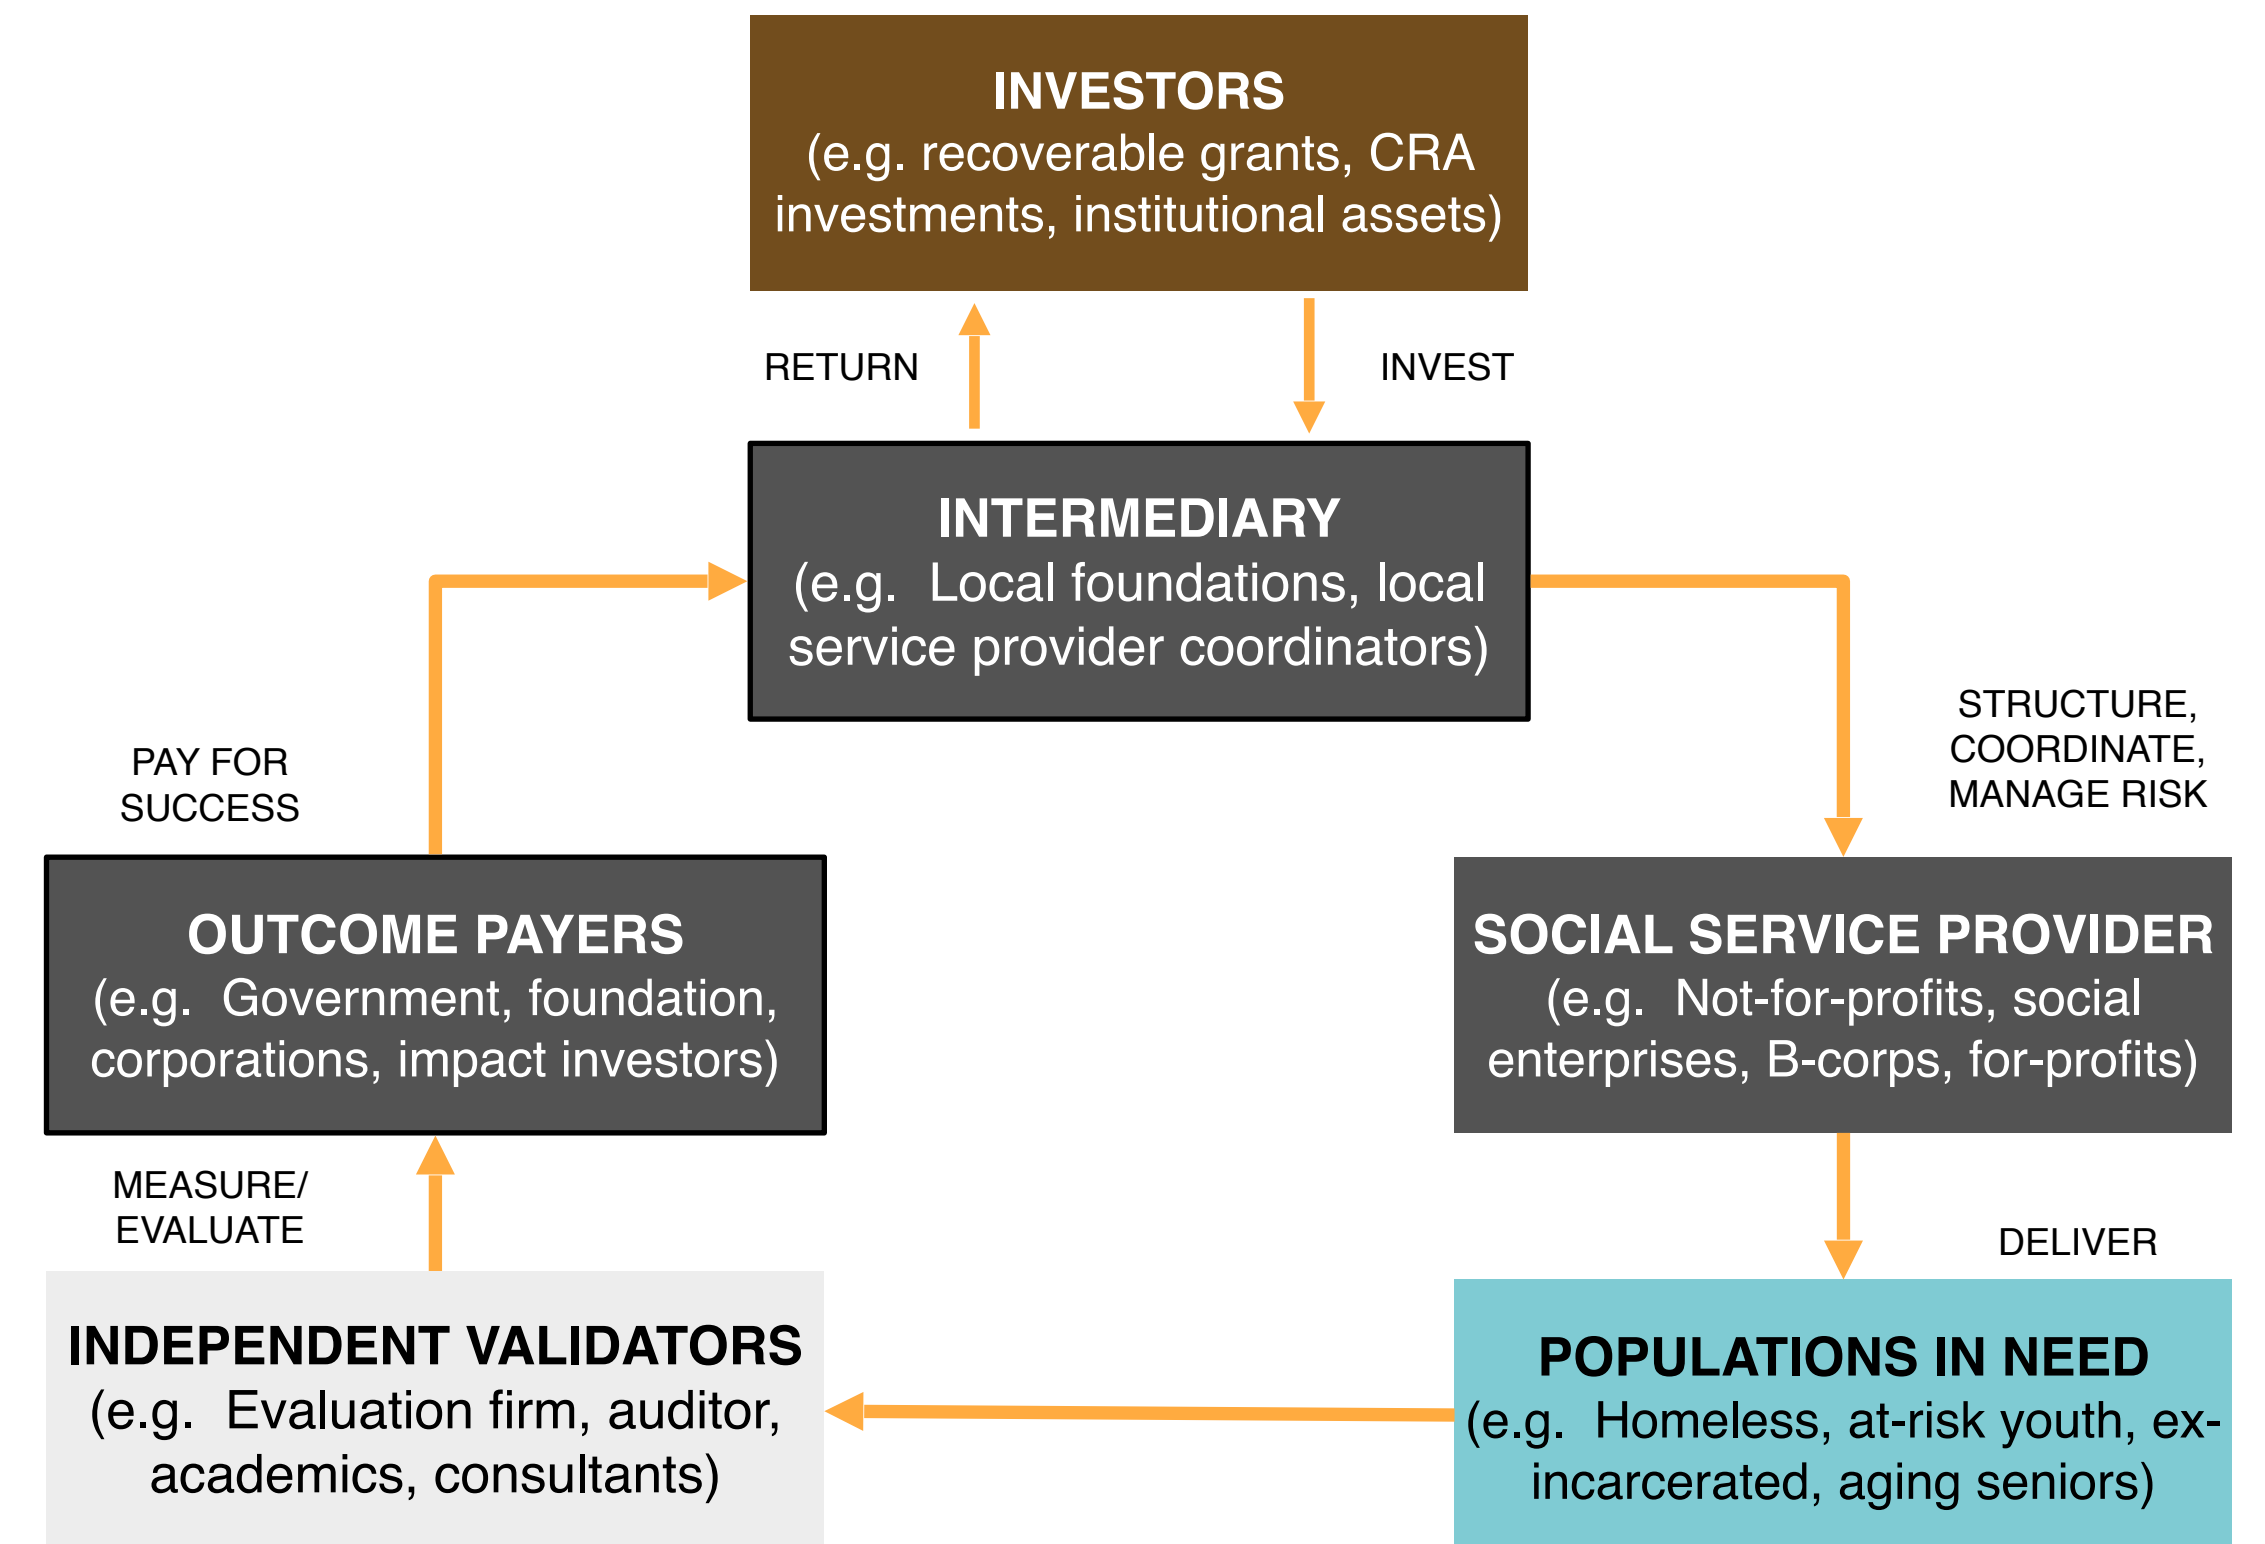 INVESTORS
(e.g. recoverable grants, CRA
investments, institutional assets)
RETURN
INVEST
INTERMEDIARY
(e.g.  Local foundations, local
service provider coordinators)
STRUCTURE,
COORDINATE,
MANAGE RISK
PAY FOR
SUCCESS
OUTCOME PAYERS
(e.g.  Government, foundation,
corporations, impact investors)
SOCIAL SERVICE PROVIDER
(e.g.  Not-for-profits, social
enterprises, B-corps, for-profits)
MEASURE/
EVALUATE
DELIVER
INDEPENDENT VALIDATORS
(e.g.  Evaluation firm, auditor,
academics, consultants)
POPULATIONS IN NEED
(e.g.  Homeless, at-risk youth, ex-
incarcerated, aging seniors)